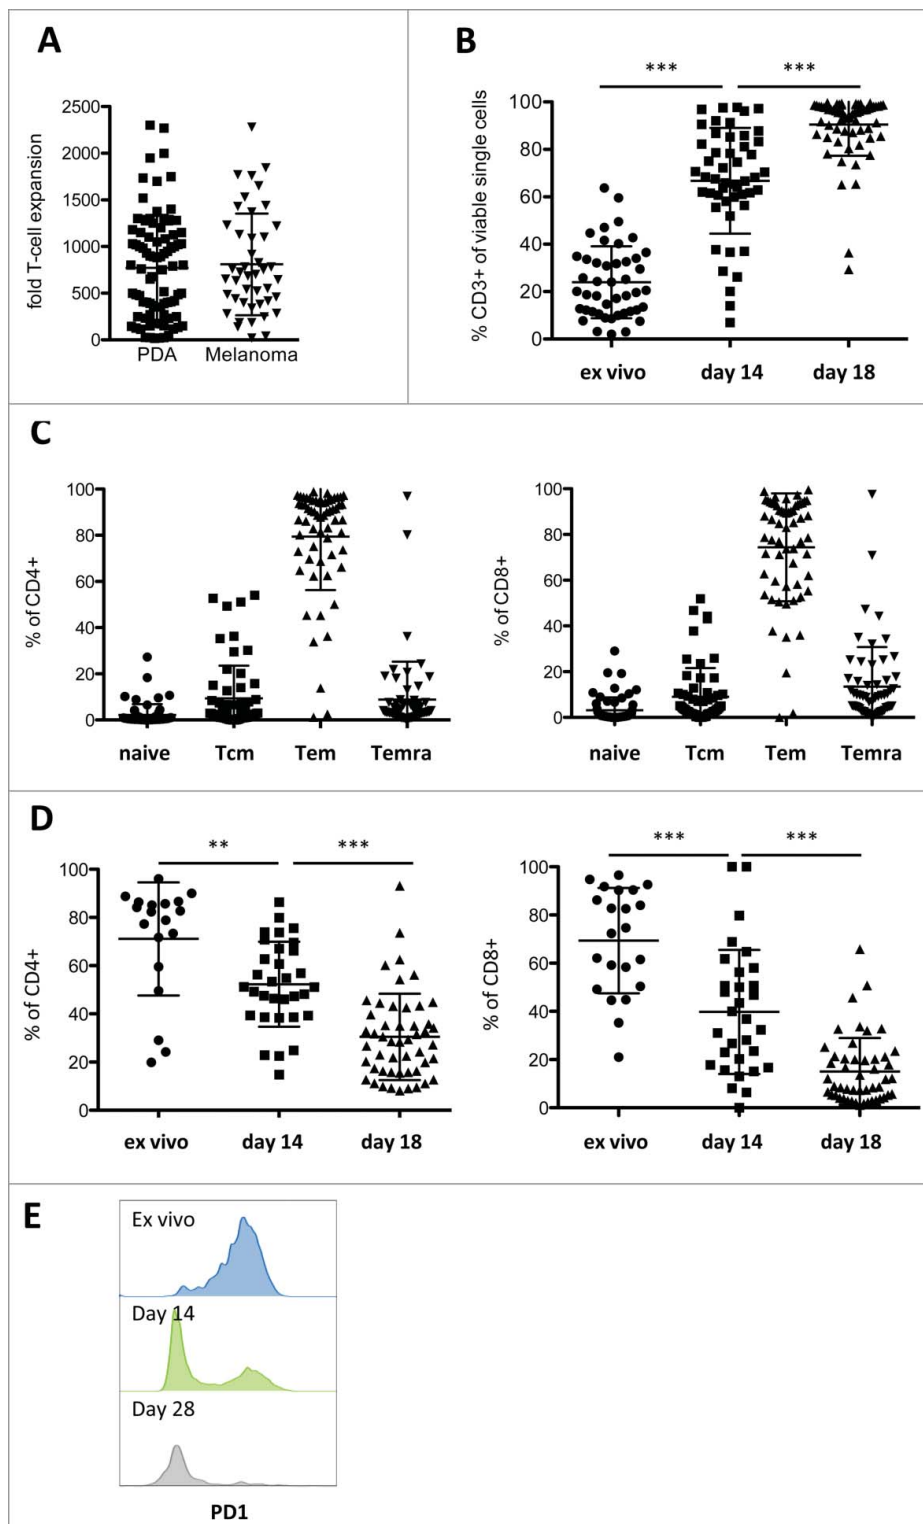 A
fold T-cell expansion
2500
2000
1500
1000
500
0
PDA Melanoma
B
*** ***
% CD3+ of viable single cells
100
80
60
40
20
0
ex vivo day 14 day 18
C
% of CD4+
100
80
60
40
20
0
naive Tcm Tem Temra
% of CD8+
100
80
60
40
20
0
naive Tcm Tem Temra
D
** ***
% of CD4+
100
80
60
40
20
0
ex vivo day 14 day 18
*** ***
% of CD8+
100
80
60
40
20
0
ex vivo day 14 day 18
E
Ex vivo
Day 14
Day 28
PD1